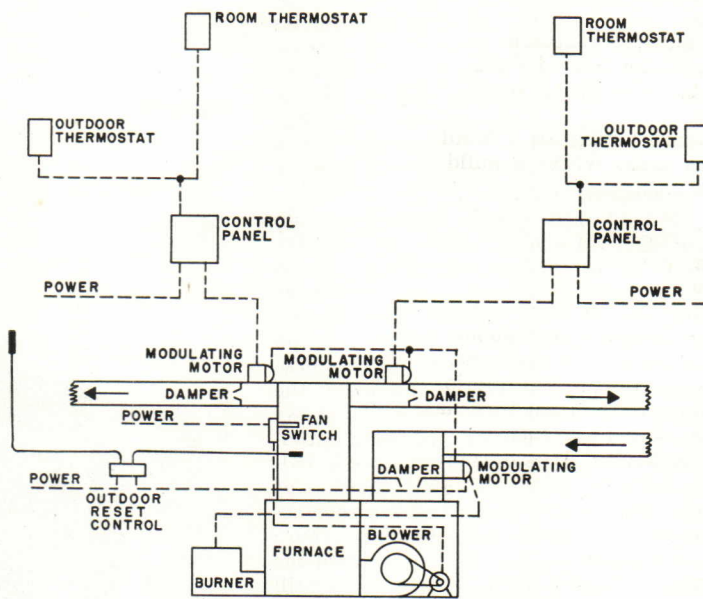 ROOM THERMOSTAT
ROOM
THERMOSTAT
OUTDOOR
THERMOSTAT
OUTDOOR
THERMOSTAT
CONTROL
PANEL
CONTROL
PANEL
POWER
POWER
MODULATING
MOTOR
MODULATING
MOTOR
DAMPER
DAMPER
POWER
FAN
SWITCH
DAMPER
MODULATING
MOTOR
POWER
OUTDOOR
RESET
CONTROL
BLOWER
FURNACE
BURNER